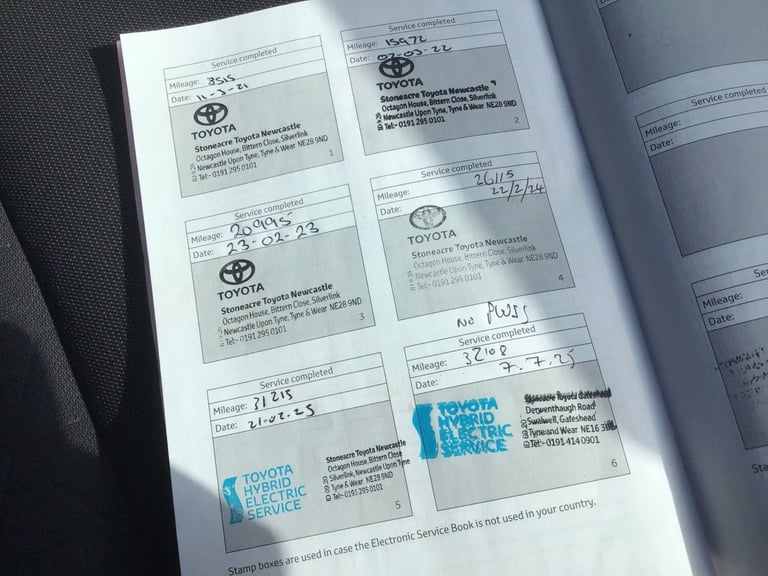 Service completed
Mileage: 8515
Date: 11-3-21
TOYOTA
Stoneacre Toyota Newcastle
Octagon House, Bittern Close, Silverlink
Newcastle Upon Tyne, Tyne & Wear NE28 9ND
Tel:- 0191 295 0101
1
Service completed
Mileage: 15972
Date: 07-03-22
TOYOTA
Stoneacre Toyota Newcastle
Octagon House, Bittern Close, Silverlink
Newcastle Upon Tyne, Tyne & Wear NE28 9ND
Tel:- 0191 295 0101
2
Service completed
Mileage: 20995
Date: 23-02-23
TOYOTA
Stoneacre Toyota Newcastle
Octagon House, Bittern Close, Silverlink
Newcastle Upon Tyne, Tyne & Wear NE28 9ND
Tel:- 0191 295 0101
3
Service completed
Mileage: 26115
Date: 22/2/24
TOYOTA
Stoneacre Toyota Newcastle
Octagon House, Bittern Close, Silverlink
Newcastle Upon Tyne, Tyne & Wear NE28 9ND
Tel:- 0191 295 0101
4
Service completed
Mileage: 31215
Date: 21-02-25
TOYOTA
HYBRID
ELECTRIC
SERVICE
Stoneacre Toyota Newcastle
Octagon House, Bittern Close
Silverlink, Newcastle Upon Tyne
Tyne & Wear NE28 9ND
Tel:- 0191 295 0101
5
NO
Service completed
Mileage: 32108
Date: 7.7.25
TOYOTA
HYBRID
ELECTRIC
SERVICE
Stoneacre Toyota Gateshead
Derwenthaugh Road
Swalwell, Gateshead
Tyne and Wear NE16
Tel:- 0191 414 0901
6
Stamp boxes are used in case the Electronic Service Book is not used in your country.
Service completed
Mileage:
Date:
Mileage:
Date: